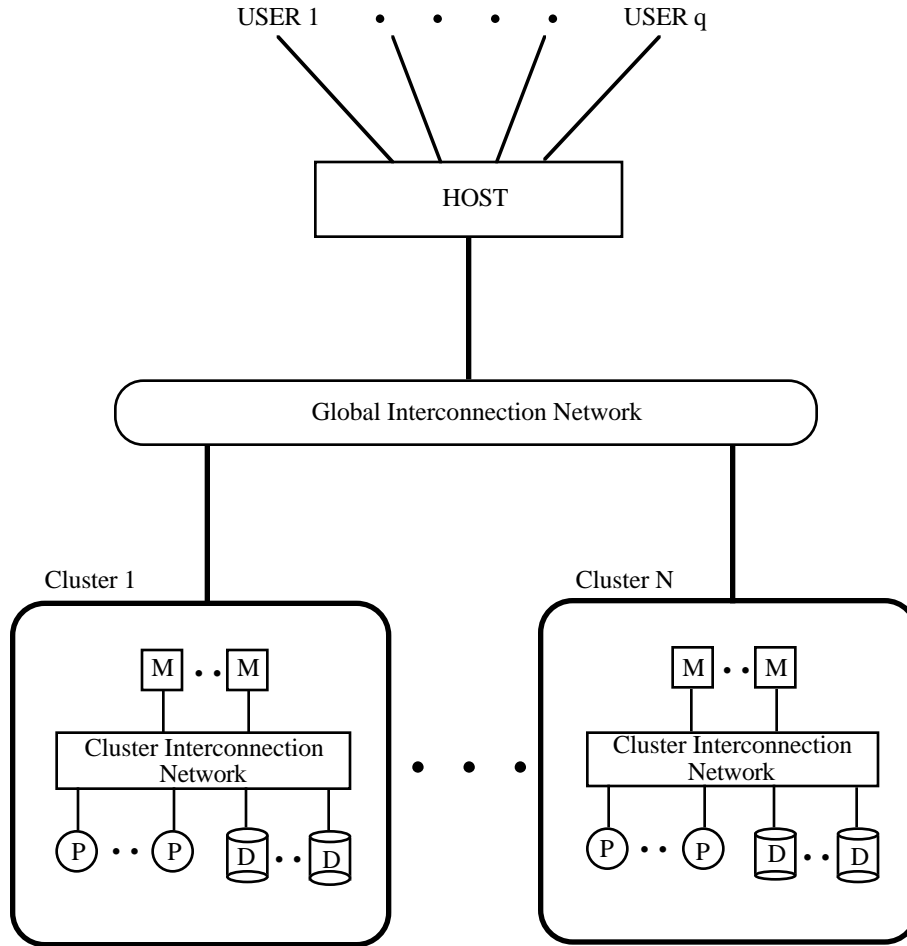 USER 1 • • • • USER q
HOST
Global Interconnection Network
Cluster 1
Cluster N
M •• M
M •• M
Cluster Interconnection
Network
Cluster Interconnection
Network
• • •
P •• P D •• D
P •• P D •• D